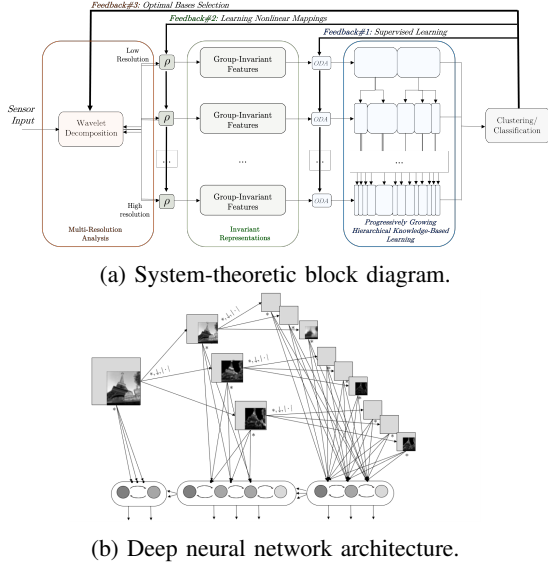 Feedback#3: Optimal Bases Selection
Feedback#2: Learning Nonlinear Mappings
Feedback#1: Supervised Learning
Low
Resolution
ρ
Group-Invariant
Features
ODA
Sensor
Input
Wavelet
Decomposition
ρ
Group-Invariant
Features
ODA
Clustering/
Classification
...
...
...
...
High
resolution
ρ
Group-Invariant
Features
ODA
Multi-Resolution
Analysis
Invariant
Representations
Progressively Growing
Hierarchical Knowledge-Based
Learning
(a) System-theoretic block diagram.
(b) Deep neural network architecture.